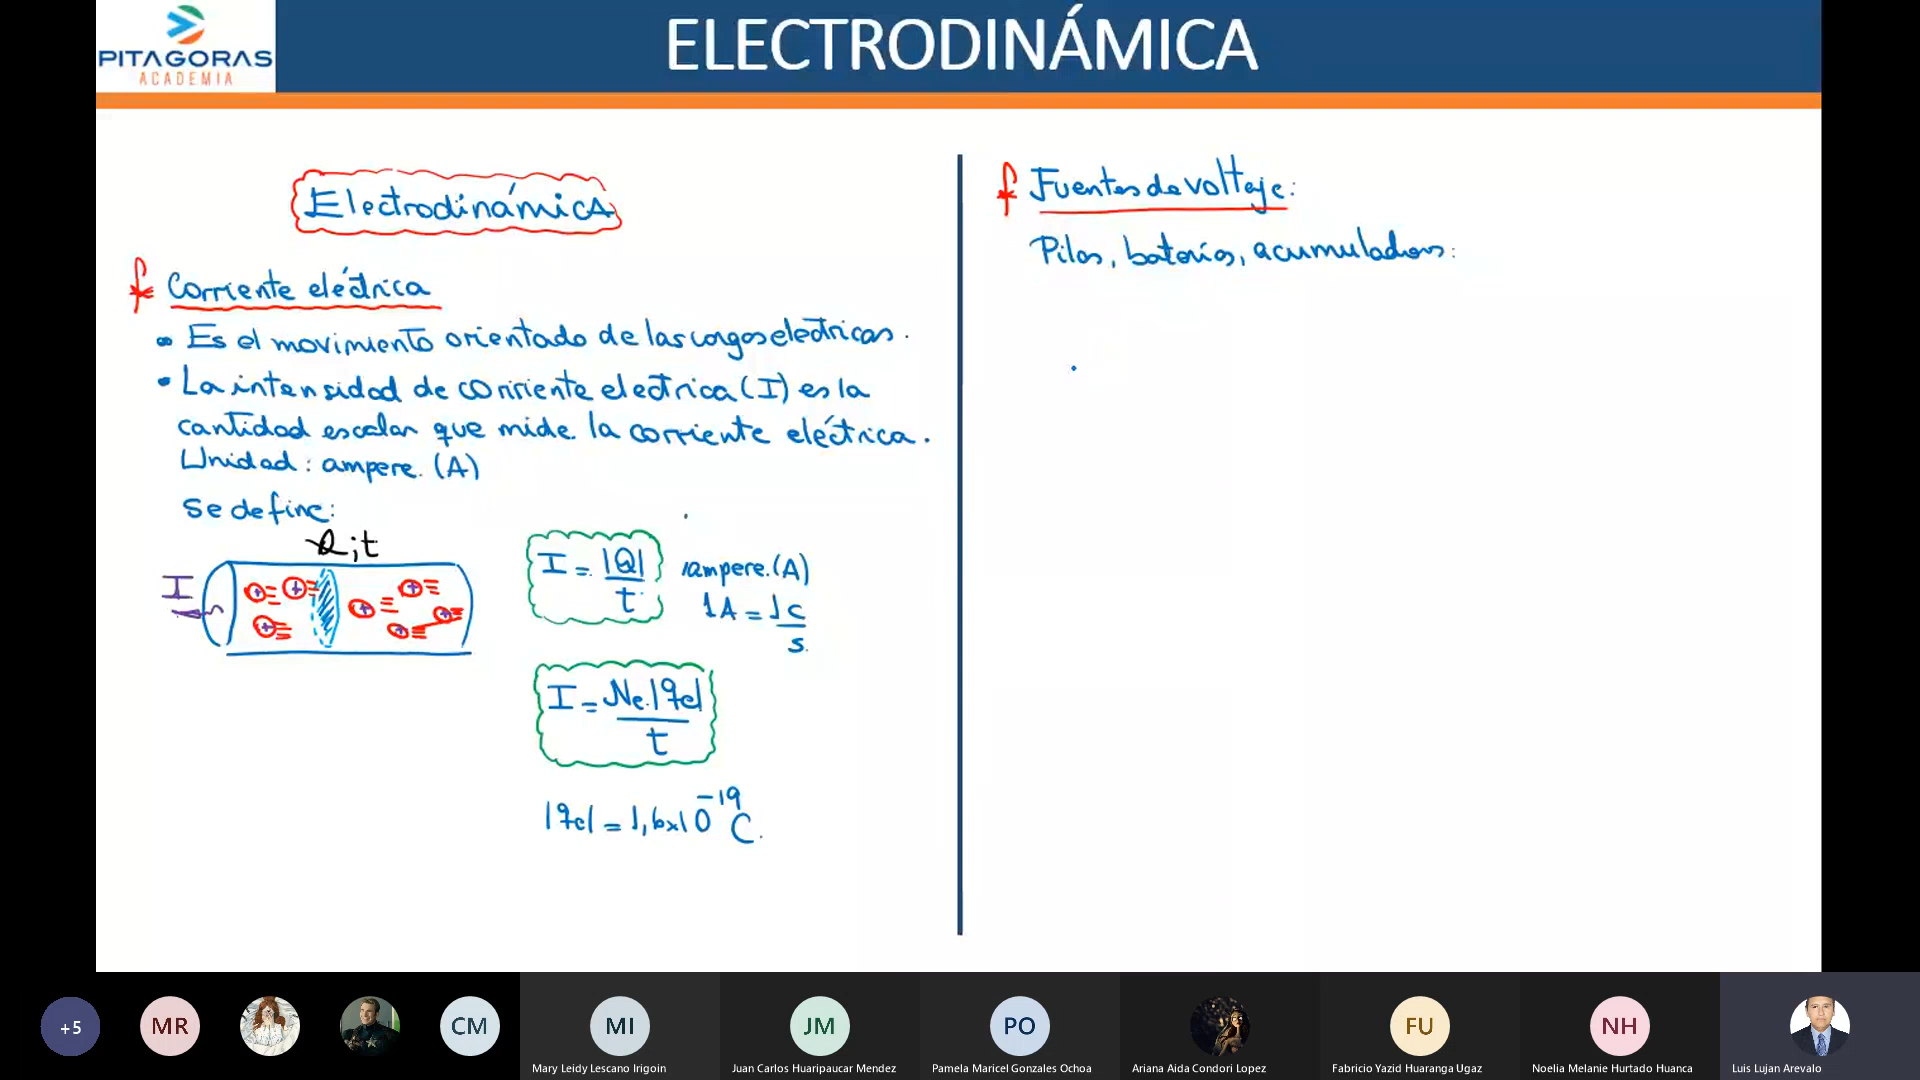 PITAGORAS
ACADEMIA
ELECTRODINÁMICA
ElectrodinámicA
Corriente eléctrica
Es el movimiento orientado de las cargas electricas.
• La intensidad de corriente electrica (I) es la
cantidad escalar que mide la corriente eléctrica.
Unidad: ampere. (A)
Se define:
Q;t
I
I = |Q|/t
ampere.(A)
1A = 1C/s.
I = Ne.|qe|/t
|qe| = 1,6x10⁻¹⁹ C.
Fuentes de voltaje:
Pilas, baterías, acumuladores:
+5
MR
CM
MI
JM
PO
FU
NH
Mary Leidy Lescano Irigoin
Juan Carlos Huaripaucar Mendez
Pamela Maricel Gonzales Ochoa
Ariana Aida Condori Lopez
Fabricio Yazid Huaranga Ugaz
Noelia Melanie Hurtado Huanca
Luis Lujan Arevalo